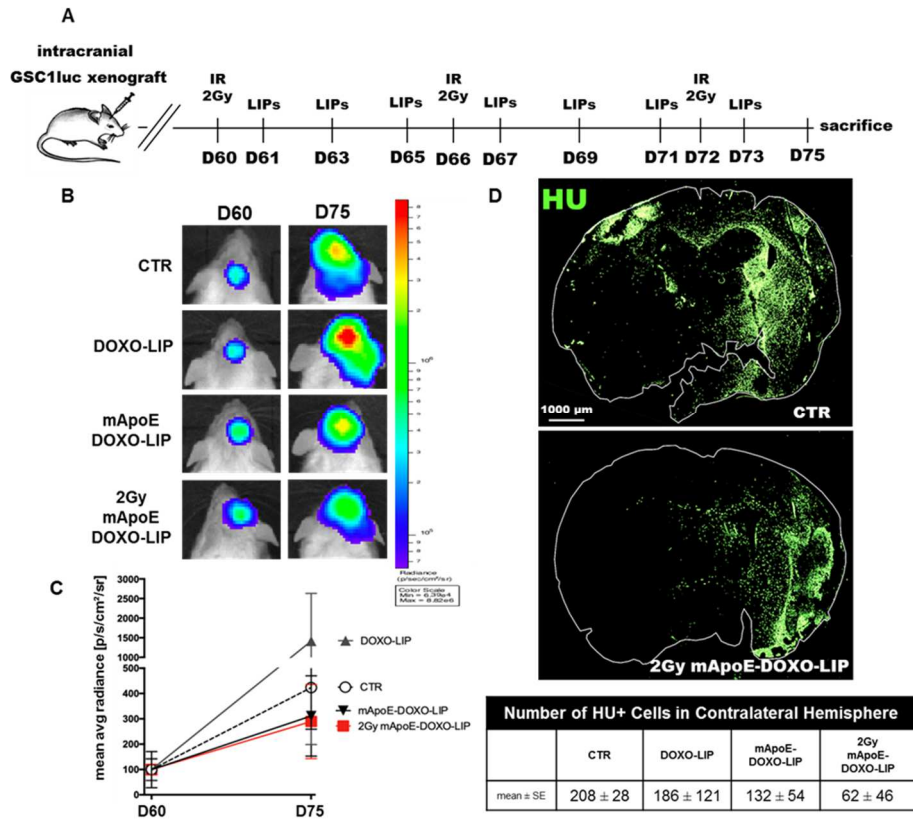 A
intracranial
GSC1luc xenograft
IR
2Gy
LIPs
LIPs
LIPs
IR
2Gy
LIPs
LIPs
LIPs
IR
2Gy
LIPs
sacrifice
D60
D61
D63
D65
D66
D67
D69
D71
D72
D73
D75
B
D60
D75
CTR
DOXO-LIP
mApoE
DOXO-LIP
2Gy
mApoE
DOXO-LIP
10⁶
10⁵
Radiance
(p/sec/cm²/sr)
Color Scale
Min = 6.39e4
Max = 8.82e6
C
mean avg radiance [p/s/cm²/sr]
3000
2500
2000
1500
1000
500
400
300
200
100
0
D60
D75
DOXO-LIP
CTR
mApoE-DOXO-LIP
2Gy mApoE-DOXO-LIP
D
HU
1000 µm
CTR
2Gy mApoE-DOXO-LIP
Number of HU+ Cells in Contralateral Hemisphere
CTR
DOXO-LIP
mApoE-
DOXO-LIP
2Gy
mApoE-
DOXO-LIP
mean ± SE
208 ± 28
186 ± 121
132 ± 54
62 ± 46